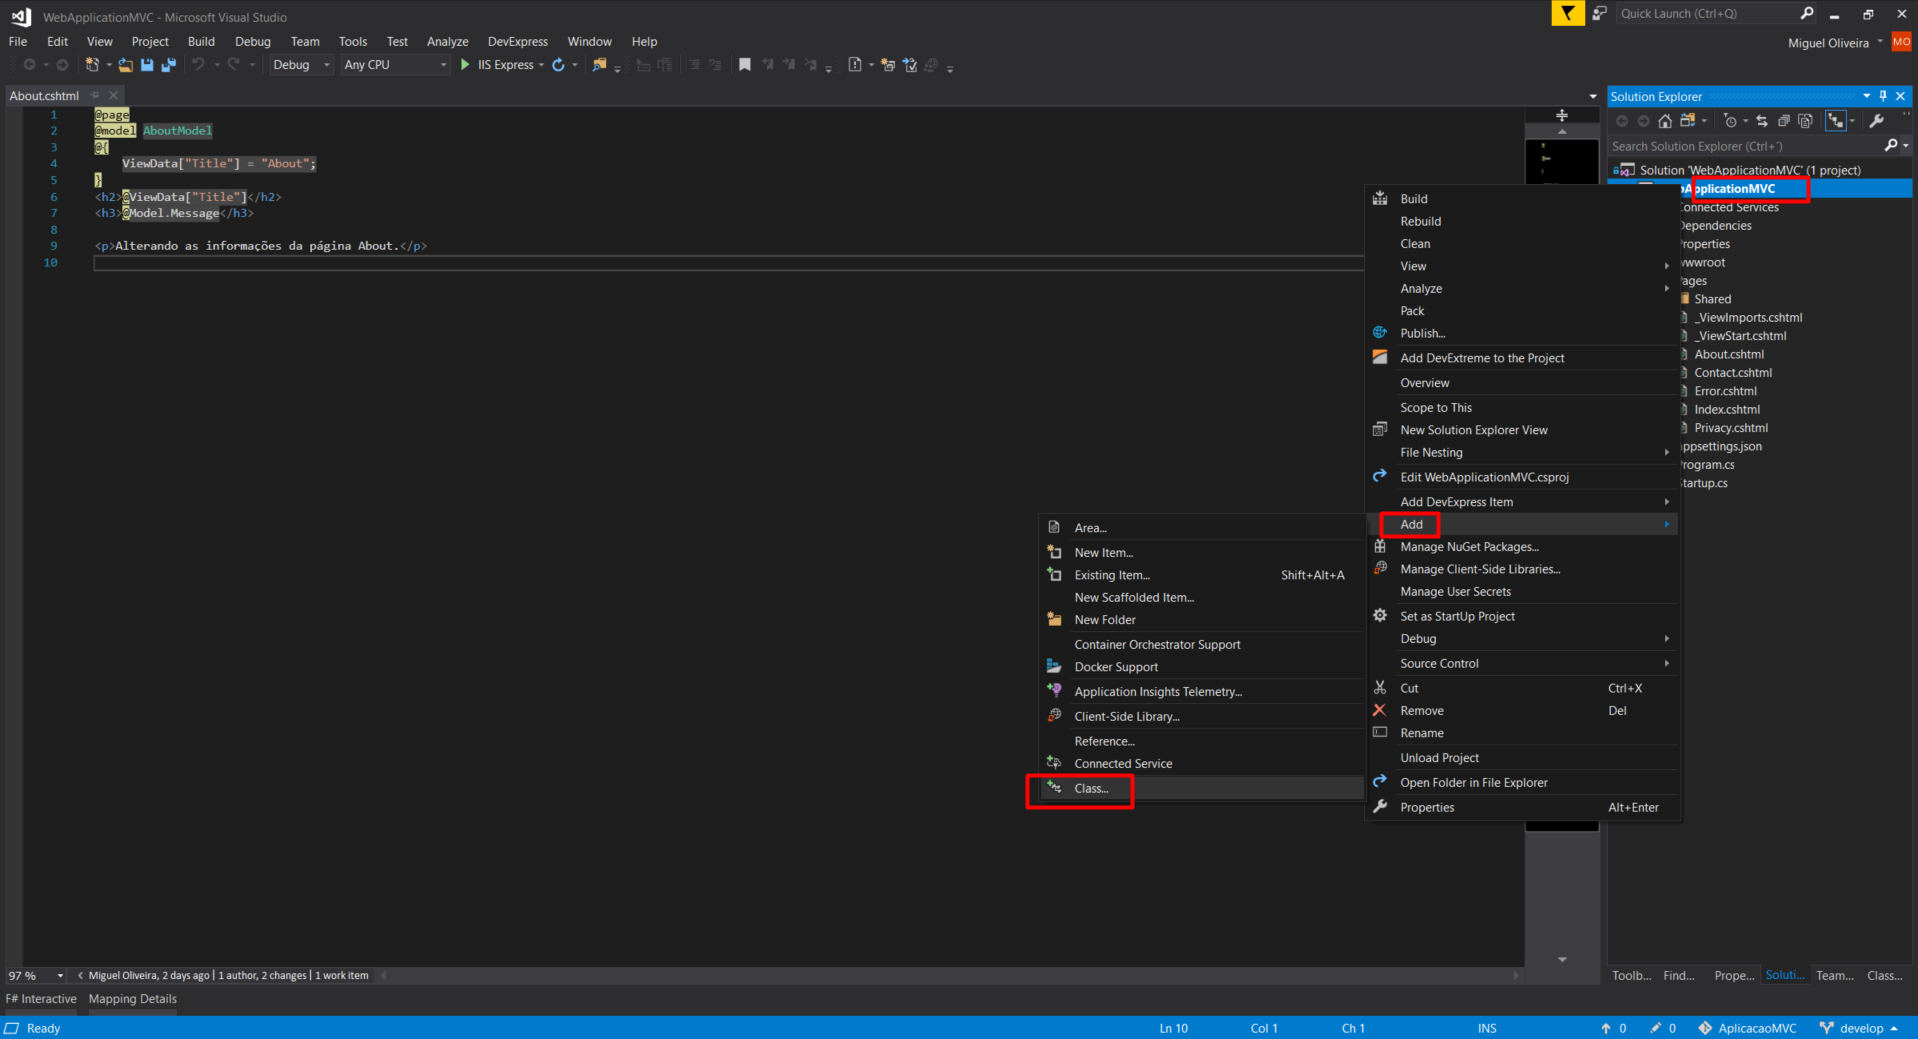 WebApplicationMVC - Microsoft Visual Studio
Quick Launch (Ctrl+Q)
File Edit View Project Build Debug Team Tools Test Analyze DevExpress Window Help
Miguel Oliveira MO
Debug Any CPU IIS Express
About.cshtml
1 @page
2 @model AboutModel
3 @{
4 ViewData["Title"] = "About";
5 }
6 <h2>@ViewData["Title"]</h2>
7 <h3>@Model.Message</h3>
8
9 <p>Alterando as informações da página About.</p>
10
Solution Explorer
Search Solution Explorer (Ctrl+´)
Solution 'WebApplicationMVC' (1 project)
bApplicationMVC
Connected Services
Dependencies
Properties
wwwroot
Pages
Shared
_ViewImports.cshtml
_ViewStart.cshtml
About.cshtml
Contact.cshtml
Error.cshtml
Index.cshtml
Privacy.cshtml
appsettings.json
Program.cs
Startup.cs
Build
Rebuild
Clean
View
Analyze
Pack
Publish...
Add DevExtreme to the Project
Overview
Scope to This
New Solution Explorer View
File Nesting
Edit WebApplicationMVC.csproj
Add DevExpress Item
Add
Manage NuGet Packages...
Manage Client-Side Libraries...
Manage User Secrets
Set as StartUp Project
Debug
Source Control
Cut Ctrl+X
Remove Del
Rename
Unload Project
Open Folder in File Explorer
Properties Alt+Enter
Area...
New Item...
Existing Item... Shift+Alt+A
New Scaffolded Item...
New Folder
Container Orchestrator Support
Docker Support
Application Insights Telemetry...
Client-Side Library...
Reference...
Connected Service
Class...
97 % Miguel Oliveira, 2 days ago | 1 author, 2 changes | 1 work item
Toolb... Find... Prope... Soluti... Team... Class...
F# Interactive Mapping Details
Ready Ln 10 Col 1 Ch 1 INS 0 0 AplicacaoMVC develop